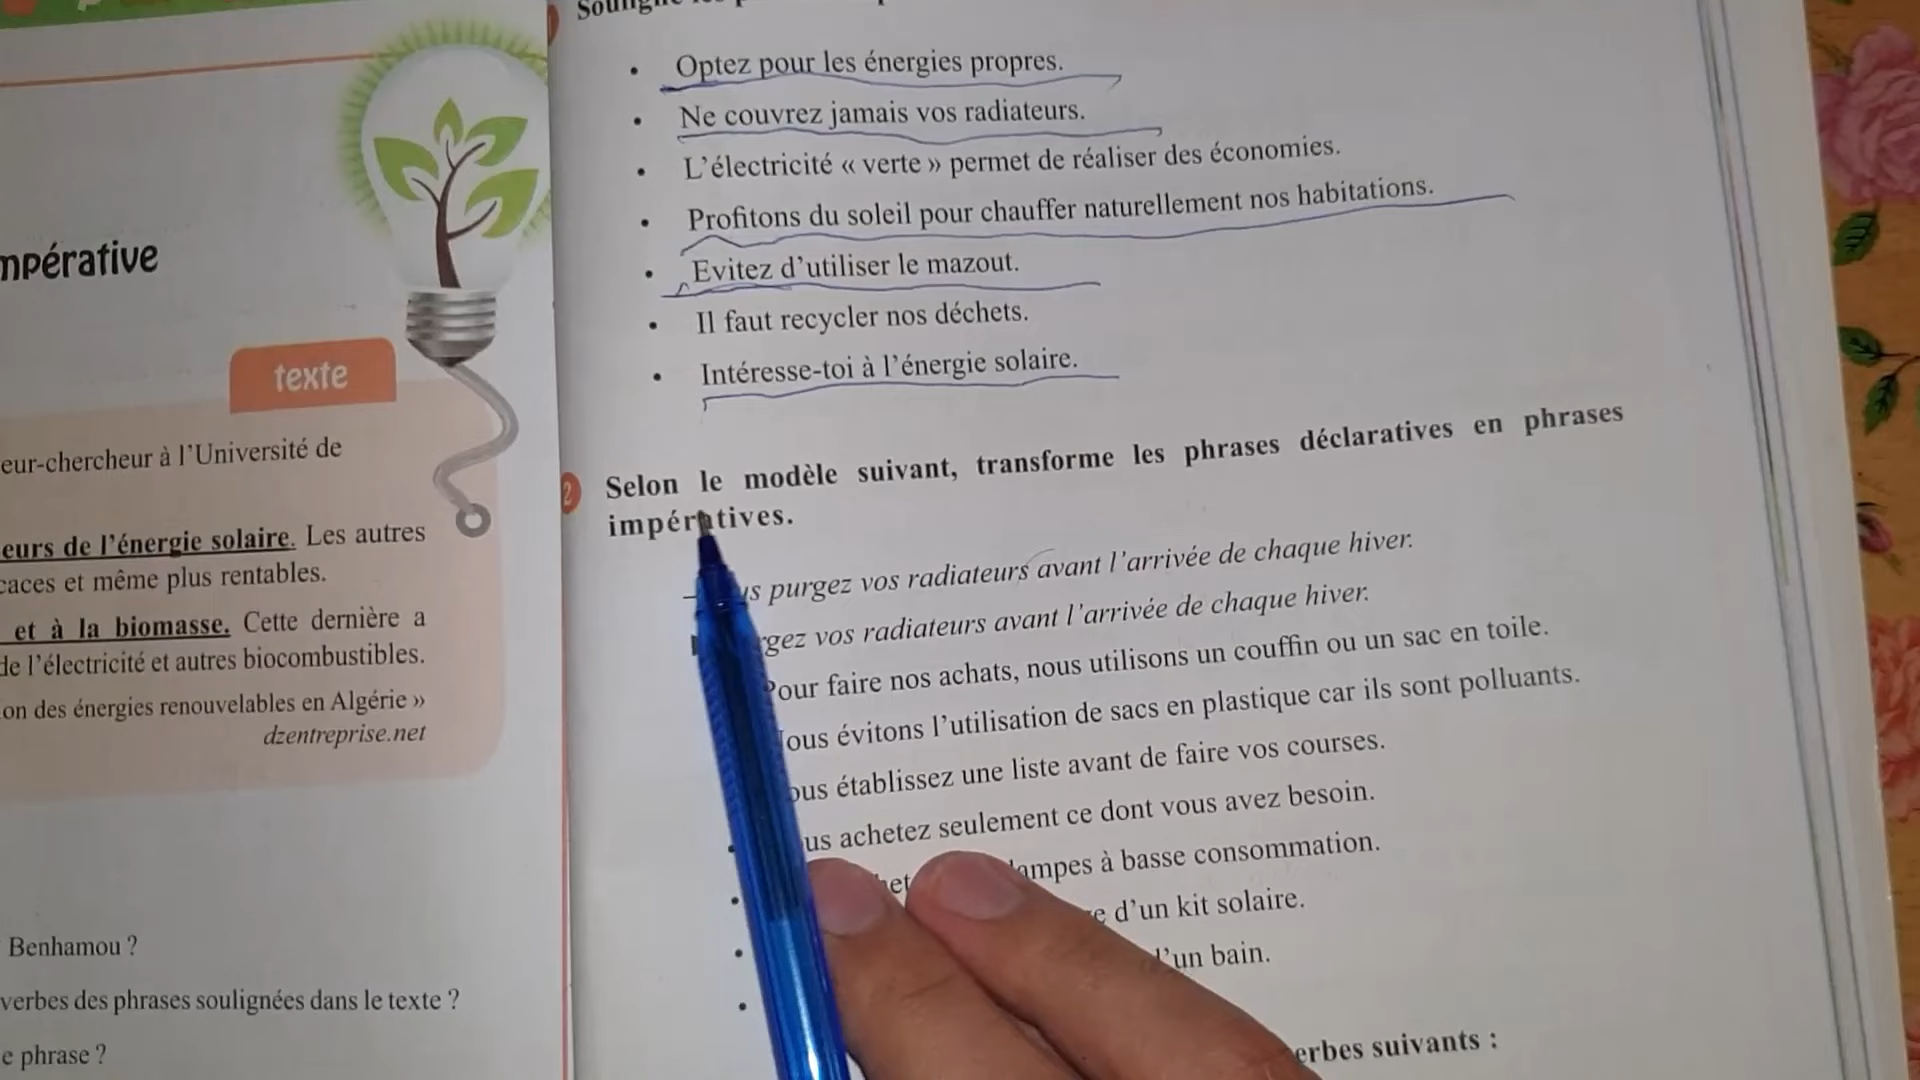 mpérative
texte
eur-chercheur à l'Université de
eurs de l'énergie solaire. Les autres
caces et même plus rentables.
et à la biomasse. Cette dernière a
de l'électricité et autres biocombustibles.
on des énergies renouvelables en Algérie »
dzentreprise.net
Benhamou ?
verbes des phrases soulignées dans le texte ?
e phrase ?
• Optez pour les énergies propres.
• Ne couvrez jamais vos radiateurs.
• L'électricité « verte » permet de réaliser des économies.
• Profitons du soleil pour chauffer naturellement nos habitations.
• Evitez d'utiliser le mazout.
• Il faut recycler nos déchets.
• Intéresse-toi à l'énergie solaire.
2 Selon le modèle suivant, transforme les phrases déclaratives en phrases
impératives.
us purgez vos radiateurs avant l'arrivée de chaque hiver.
rgez vos radiateurs avant l'arrivée de chaque hiver.
Pour faire nos achats, nous utilisons un couffin ou un sac en toile.
ous évitons l'utilisation de sacs en plastique car ils sont polluants.
ous établissez une liste avant de faire vos courses.
• us achetez seulement ce dont vous avez besoin.
• het lampes à basse consommation.
• e d'un kit solaire.
• d'un bain.
erbes suivants :